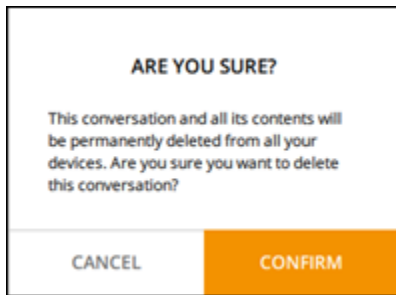 ARE YOU SURE?
This conversation and all its contents will
be permanently deleted from all your
devices. Are you sure you want to delete
this conversation?
CANCEL
CONFIRM